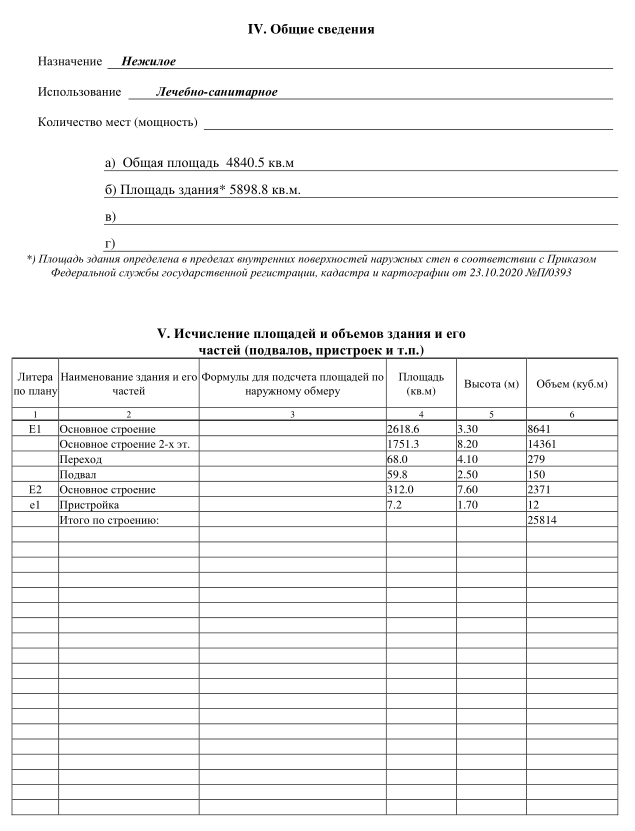 IV. Общие сведения
Назначение Нежилое
Использование Лечебно-санитарное
Количество мест (мощность)
а) Общая площадь 4840.5 кв.м
б) Площадь здания* 5898.8 кв.м.
в)
г)
*) Площадь здания определена в пределах внутренних поверхностей наружных стен в соответствии с Приказом
Федеральной службы государственной регистрации, кадастра и картографии от 23.10.2020 №П/0393
V. Исчисление площадей и объемов здания и его
частей (подвалов, пристроек и т.п.)
Литера по плану Наименование здания и его частей Формулы для подсчета площадей по наружному обмеру Площадь (кв.м) Высота (м) Объем (куб.м)
1 2 3 4 5 6
Е1 Основное строение 2618.6 3.30 8641
Основное строение 2-х эт. 1751.3 8.20 14361
Переход 68.0 4.10 279
Подвал 59.8 2.50 150
Е2 Основное строение 312.0 7.60 2371
е1 Пристройка 7.2 1.70 12
Итого по строению: 25814